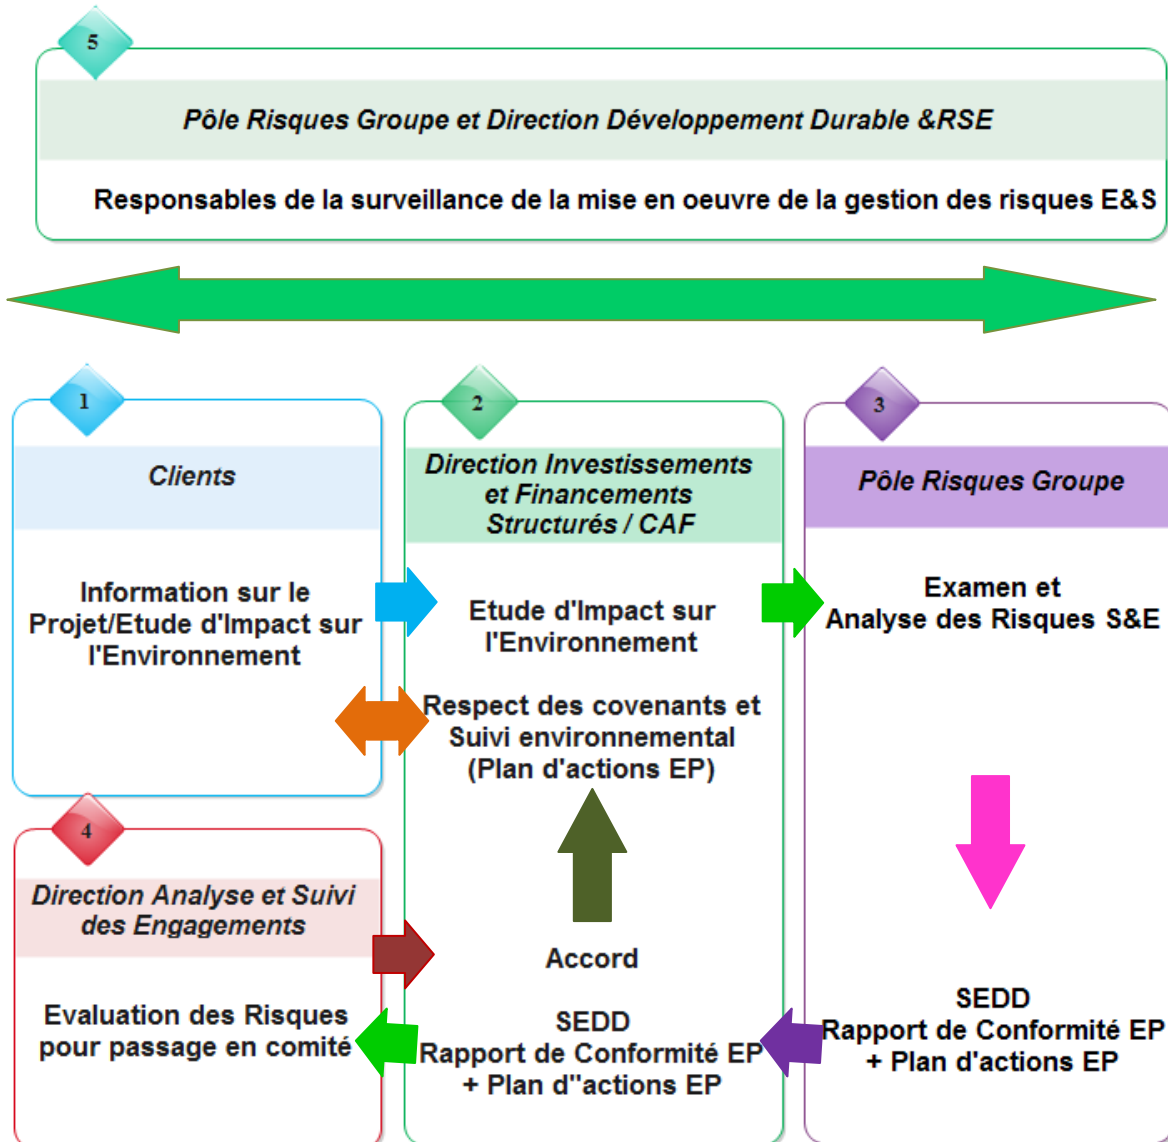 5
Pôle Risques Groupe et Direction Développement Durable &RSE
Responsables de la surveillance de la mise en oeuvre de la gestion des risques E&S
1
Clients
Information sur le
Projet/Etude d'Impact sur
l'Environnement
2
Direction Investissements
et Financements
Structurés / CAF
Etude d'Impact sur
l'Environnement
Respect des covenants et
Suivi environnemental
(Plan d'actions EP)
Accord
SEDD
Rapport de Conformité EP
+ Plan d"actions EP
3
Pôle Risques Groupe
Examen et
Analyse des Risques S&E
SEDD
Rapport de Conformité EP
+ Plan d'actions EP
4
Direction Analyse et Suivi
des Engagements
Evaluation des Risques
pour passage en comité